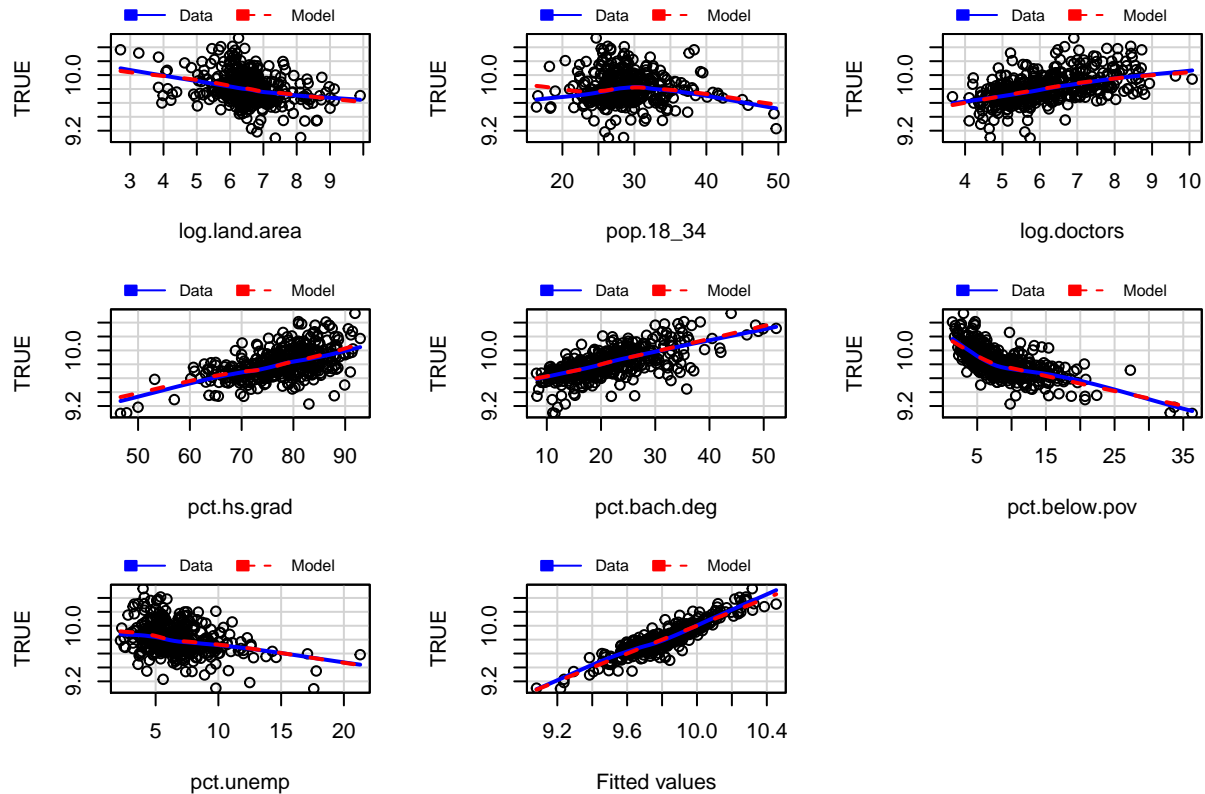 Data Model Data Model Data Model
TRUE TRUE TRUE
9.2 10.0 9.2 10.0 9.2 10.0
3 4 5 6 7 8 9 20 30 40 50 4 5 6 7 8 9 10
log.land.area pop.18_34 log.doctors
Data Model Data Model Data Model
TRUE TRUE TRUE
9.2 10.0 9.2 10.0 9.2 10.0
50 60 70 80 90 10 20 30 40 50 5 15 25 35
pct.hs.grad pct.bach.deg pct.below.pov
Data Model Data Model
TRUE TRUE
9.2 10.0 9.2 10.0
5 10 15 20 9.2 9.6 10.0 10.4
pct.unemp Fitted values